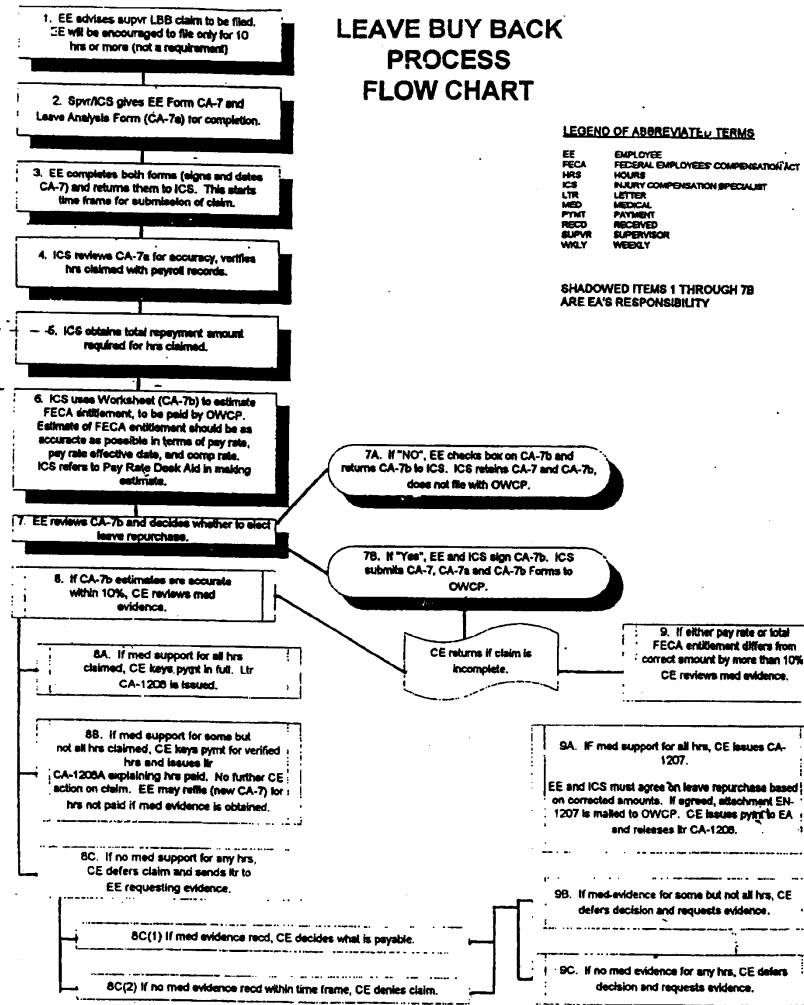 LEAVE BUY BACK
PROCESS
FLOW CHART
1. EE advises supvr LBB claim to be filed.
EE will be encouraged to file only for 10
hrs or more (not a requirement)
2. Spvr/ICS gives EE Form CA-7 and
Leave Analysis Form (CA-7a) for completion.
3. EE completes both forms (signs and dates
CA-7) and returns them to ICS. This starts
time frame for submission of claim.
4. ICS reviews CA-7a for accuracy, verifies
hrs claimed with payroll records.
5. ICS obtains total repayment amount
required for hrs claimed.
6. ICS uses Worksheet (CA-7b) to estimate
FECA entitlement, to be paid by OWCP.
Estimate of FECA entitlement should be as
accurate as possible in terms of pay rate,
pay rate effective date, and comp rate.
ICS refers to Pay Rate Desk Aid in making
estimate.
7. EE reviews CA-7b and decides whether to elect
leave repurchase.
LEGEND OF ABBREVIATED TERMS
EE EMPLOYEE
FECA FEDERAL EMPLOYEES' COMPENSATION ACT
HRS HOURS
ICS INJURY COMPENSATION SPECIALIST
LTR LETTER
MED MEDICAL
PYMT PAYMENT
RECD RECEIVED
SUPVR SUPERVISOR
WKLY WEEKLY
SHADOWED ITEMS 1 THROUGH 7B
ARE EA'S RESPONSIBILITY
7A. If "NO", EE checks box on CA-7b and
returns CA-7b to ICS. ICS retains CA-7 and CA-7b,
does not file with OWCP.
7B. If "Yes", EE and ICS sign CA-7b. ICS
submits CA-7, CA-7a and CA-7b Forms to
OWCP.
8. If CA-7b estimates are accurate
within 10%, CE reviews med
evidence.
CE returns if claim is
incomplete.
9. If either pay rate or total
FECA entitlement differs from
correct amount by more than 10%
CE reviews med evidence.
8A. If med support for all hrs
claimed, CE keys pymt in full. Ltr
CA-1208 is issued.
8B. If med support for some but
not all hrs claimed, CE keys pymt for verified
hrs and issues ltr
CA-1208A explaining hrs paid. No further CE
action on claim. EE may refile (new CA-7) for
hrs not paid if med evidence is obtained.
8C. If no med support for any hrs,
CE defers claim and sends ltr to
EE requesting evidence.
8C(1) If med evidence recd, CE decides what is payable.
8C(2) If no med evidence recd within time frame, CE denies claim.
9A. IF med support for all hrs, CE issues CA-
1207.
EE and ICS must agree on leave repurchase based
on corrected amounts. If agreed, attachment EN-
1207 is mailed to OWCP. CE issues pymt to EA
and releases ltr CA-1208.
9B. If med evidence for some but not all hrs, CE
defers decision and requests evidence.
9C. If no med evidence for any hrs, CE defers
decision and requests evidence.